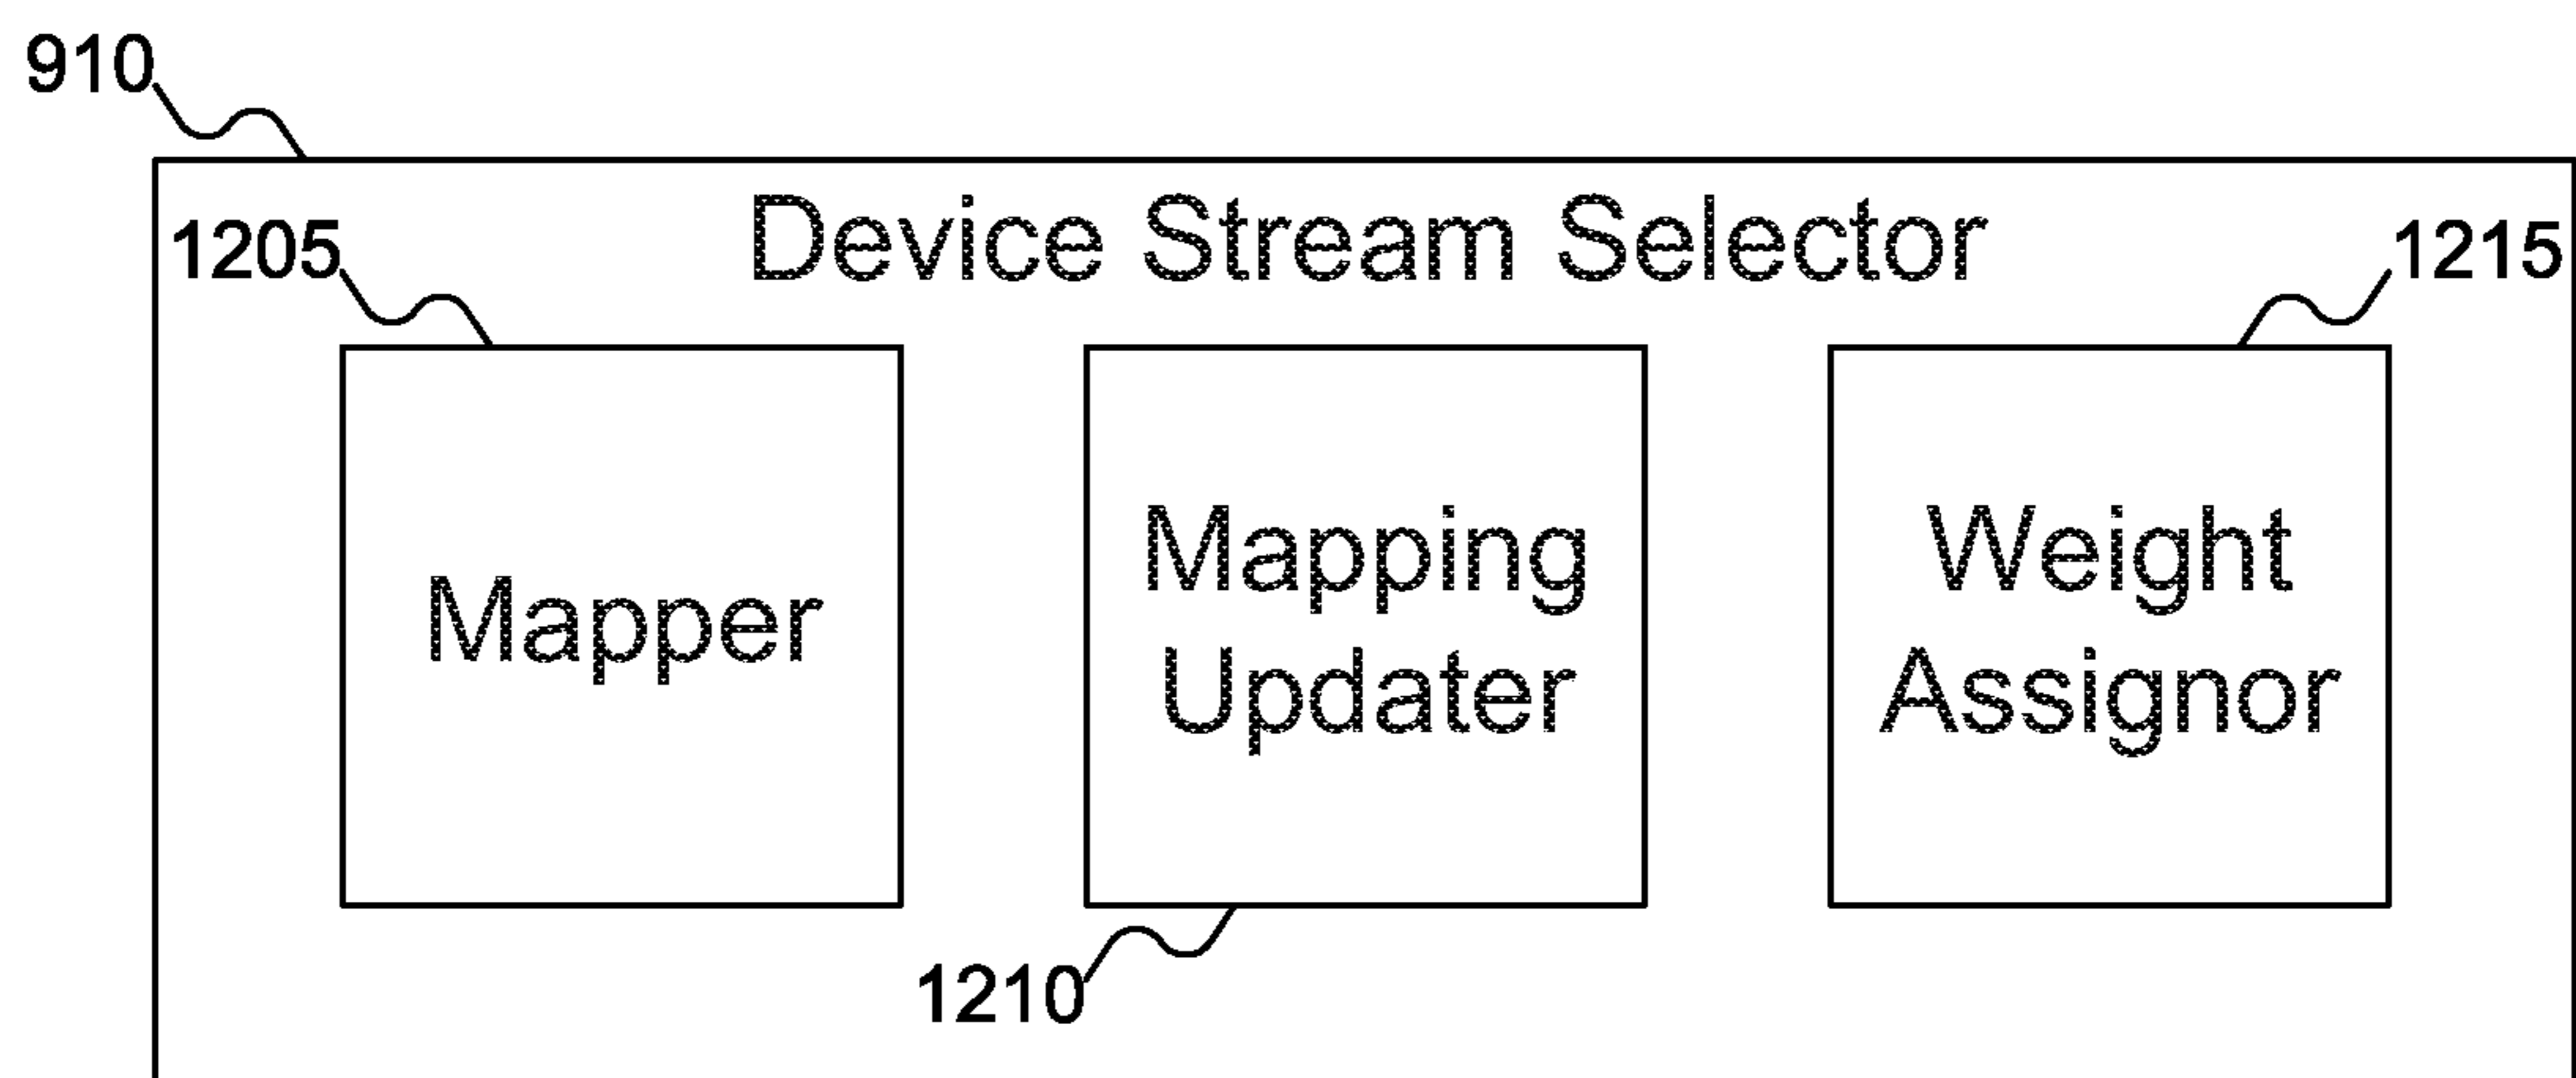 910
Device Stream Selector
1205
1215
Mapper
Mapping
Updater
Weight
Assignor
1210